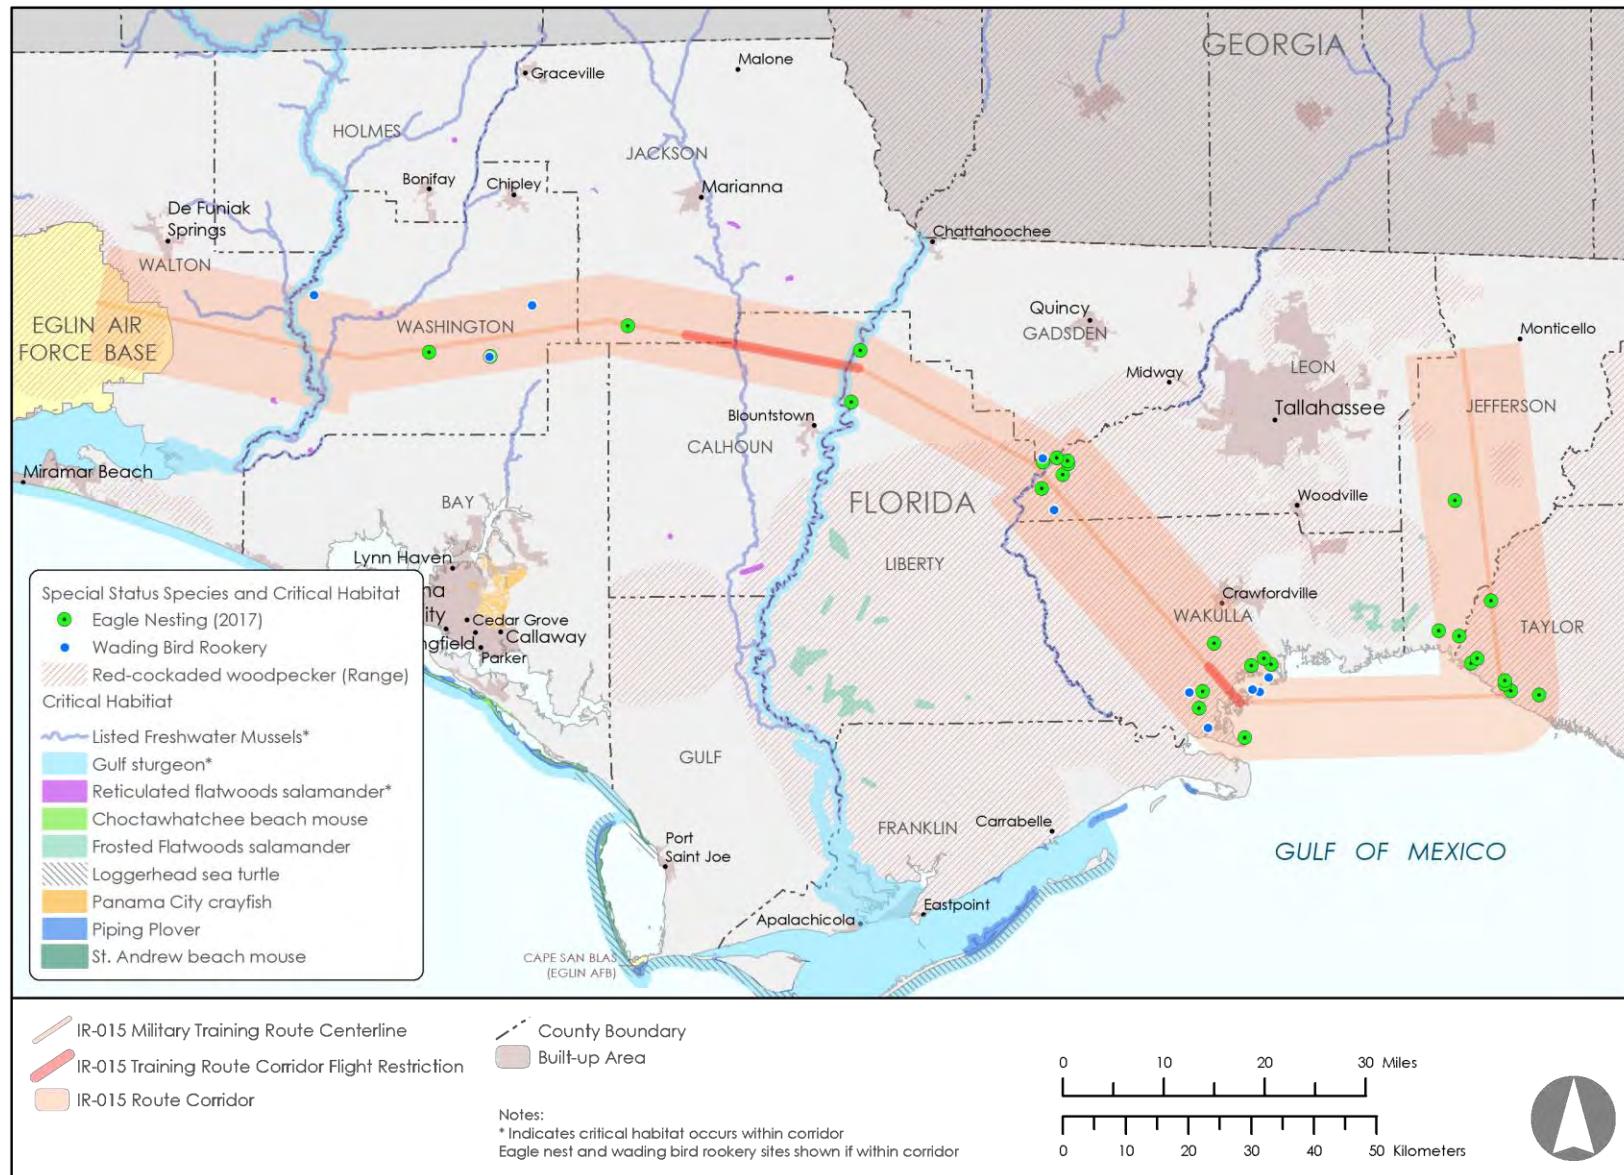 GEORGIA
Malone
Graceville
HOLMES
JACKSON
Bonifay
Chipley
Marianna
De Funiak
Springs
Chattahoochee
WALTON
EGLIN AIR
FORCE BASE
WASHINGTON
Quincy
GADSDEN
Monticello
Midway
LEON
Tallahassee
JEFFERSON
Blountstown
CALHOUN
Miramar Beach
BAY
FLORIDA
Woodville
Lynn Haven
LIBERTY
Crawfordville
WAKULLA
TAYLOR
ma
ity
Cedar Grove
ngfield
Callaway
Parker
GULF
FRANKLIN
Carrabelle
Port
Saint Joe
GULF OF MEXICO
Eastpoint
Apalachicola
CAPE SAN BLAS
(EGLIN AFB)
Special Status Species and Critical Habitat
Eagle Nesting (2017)
Wading Bird Rookery
Red-cockaded woodpecker (Range)
Critical Habitiat
Listed Freshwater Mussels*
Gulf sturgeon*
Reticulated flatwoods salamander*
Choctawhatchee beach mouse
Frosted Flatwoods salamander
Loggerhead sea turtle
Panama City crayfish
Piping Plover
St. Andrew beach mouse
IR-015 Military Training Route Centerline
IR-015 Training Route Corridor Flight Restriction
IR-015 Route Corridor
County Boundary
Built-up Area
Notes:
* Indicates critical habitat occurs within corridor
Eagle nest and wading bird rookery sites shown if within corridor
0 10 20 30 Miles
0 10 20 30 40 50 Kilometers